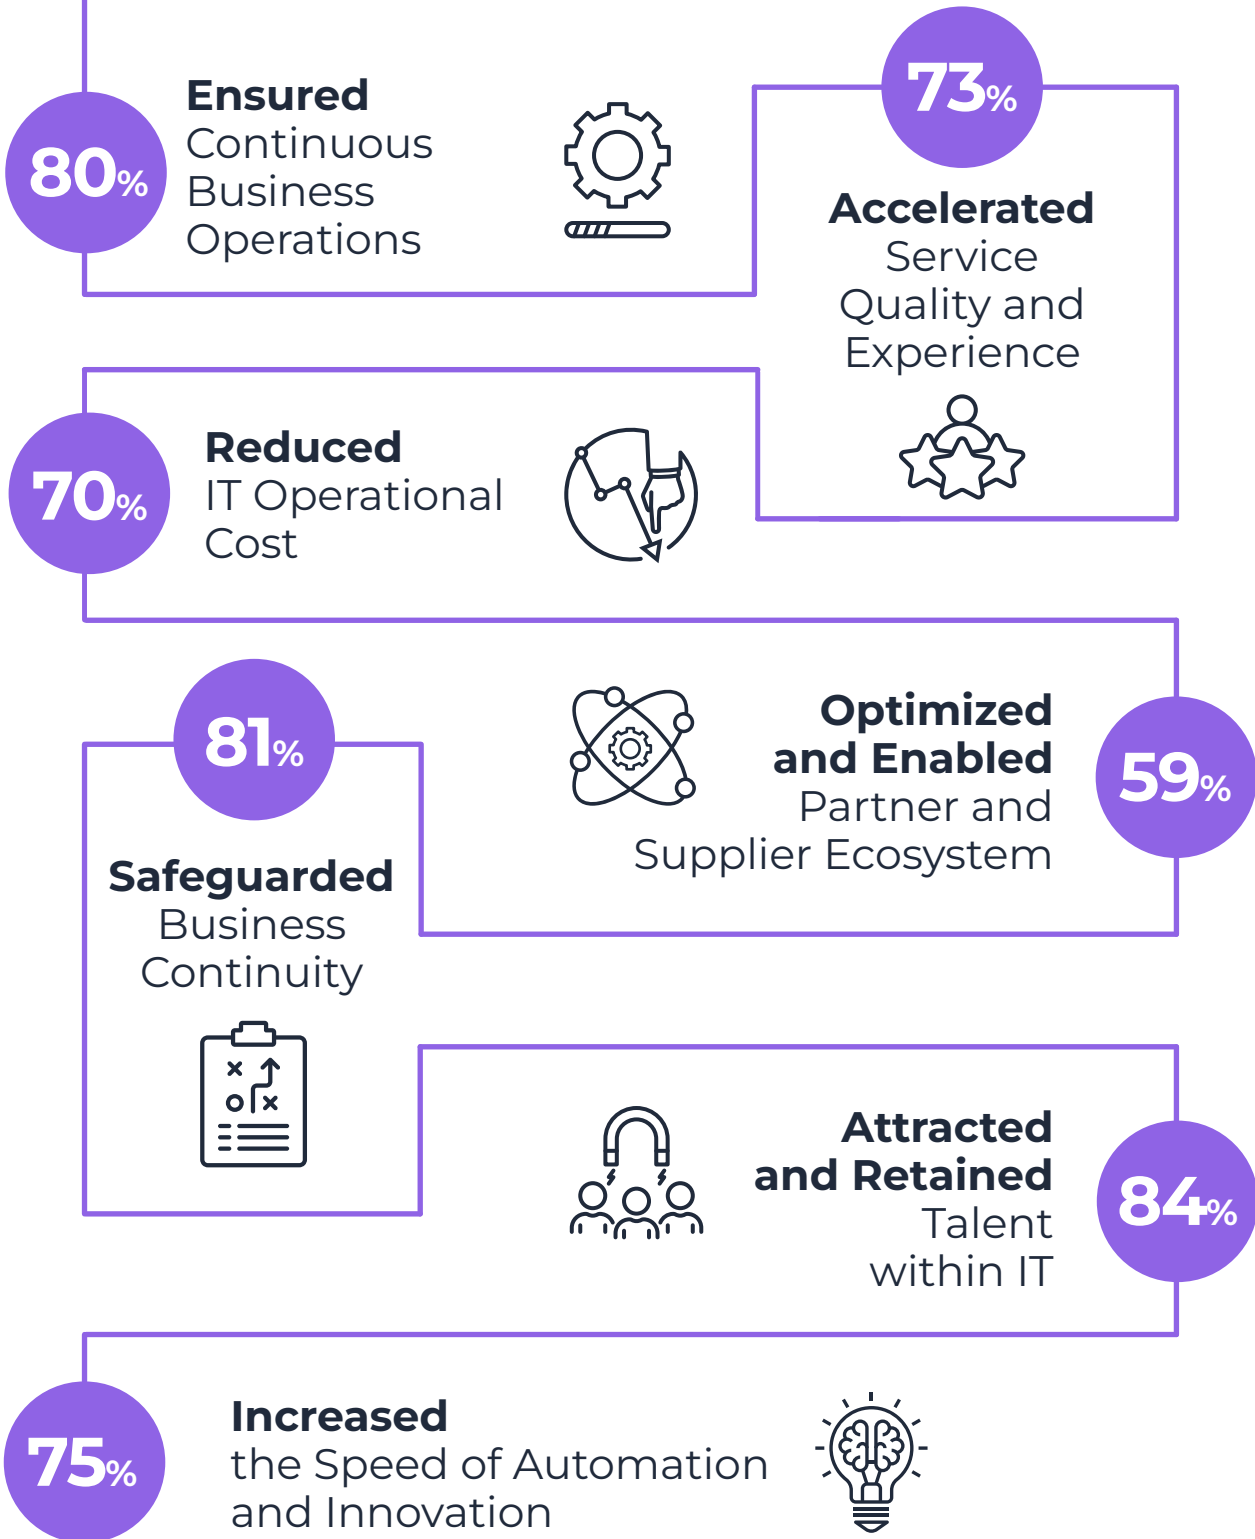 80%
Ensured
Continuous
Business
Operations
73%
Accelerated
Service
Quality and
Experience
70%
Reduced
IT Operational
Cost
59%
Optimized
and Enabled
Partner and
Supplier Ecosystem
81%
Safeguarded
Business
Continuity
84%
Attracted
and Retained
Talent
within IT
75%
Increased
the Speed of Automation
and Innovation